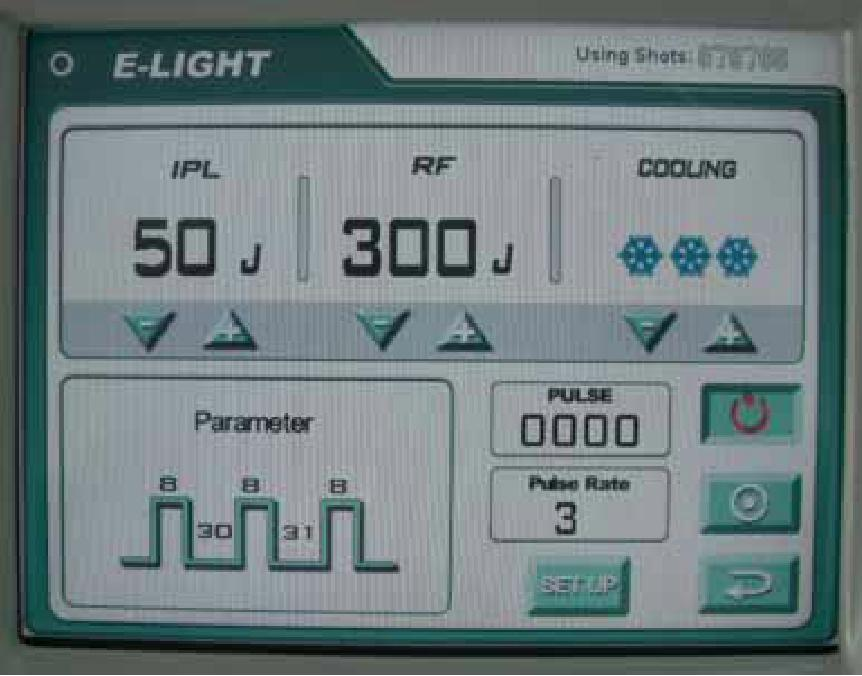 E-LIGHT
Using Shots:
IPL RF COOLING
50 J 300 J
- + - + - +
Parameter
8 8 8
30 31
PULSE
0000
Pulse Rate
3
SET UP